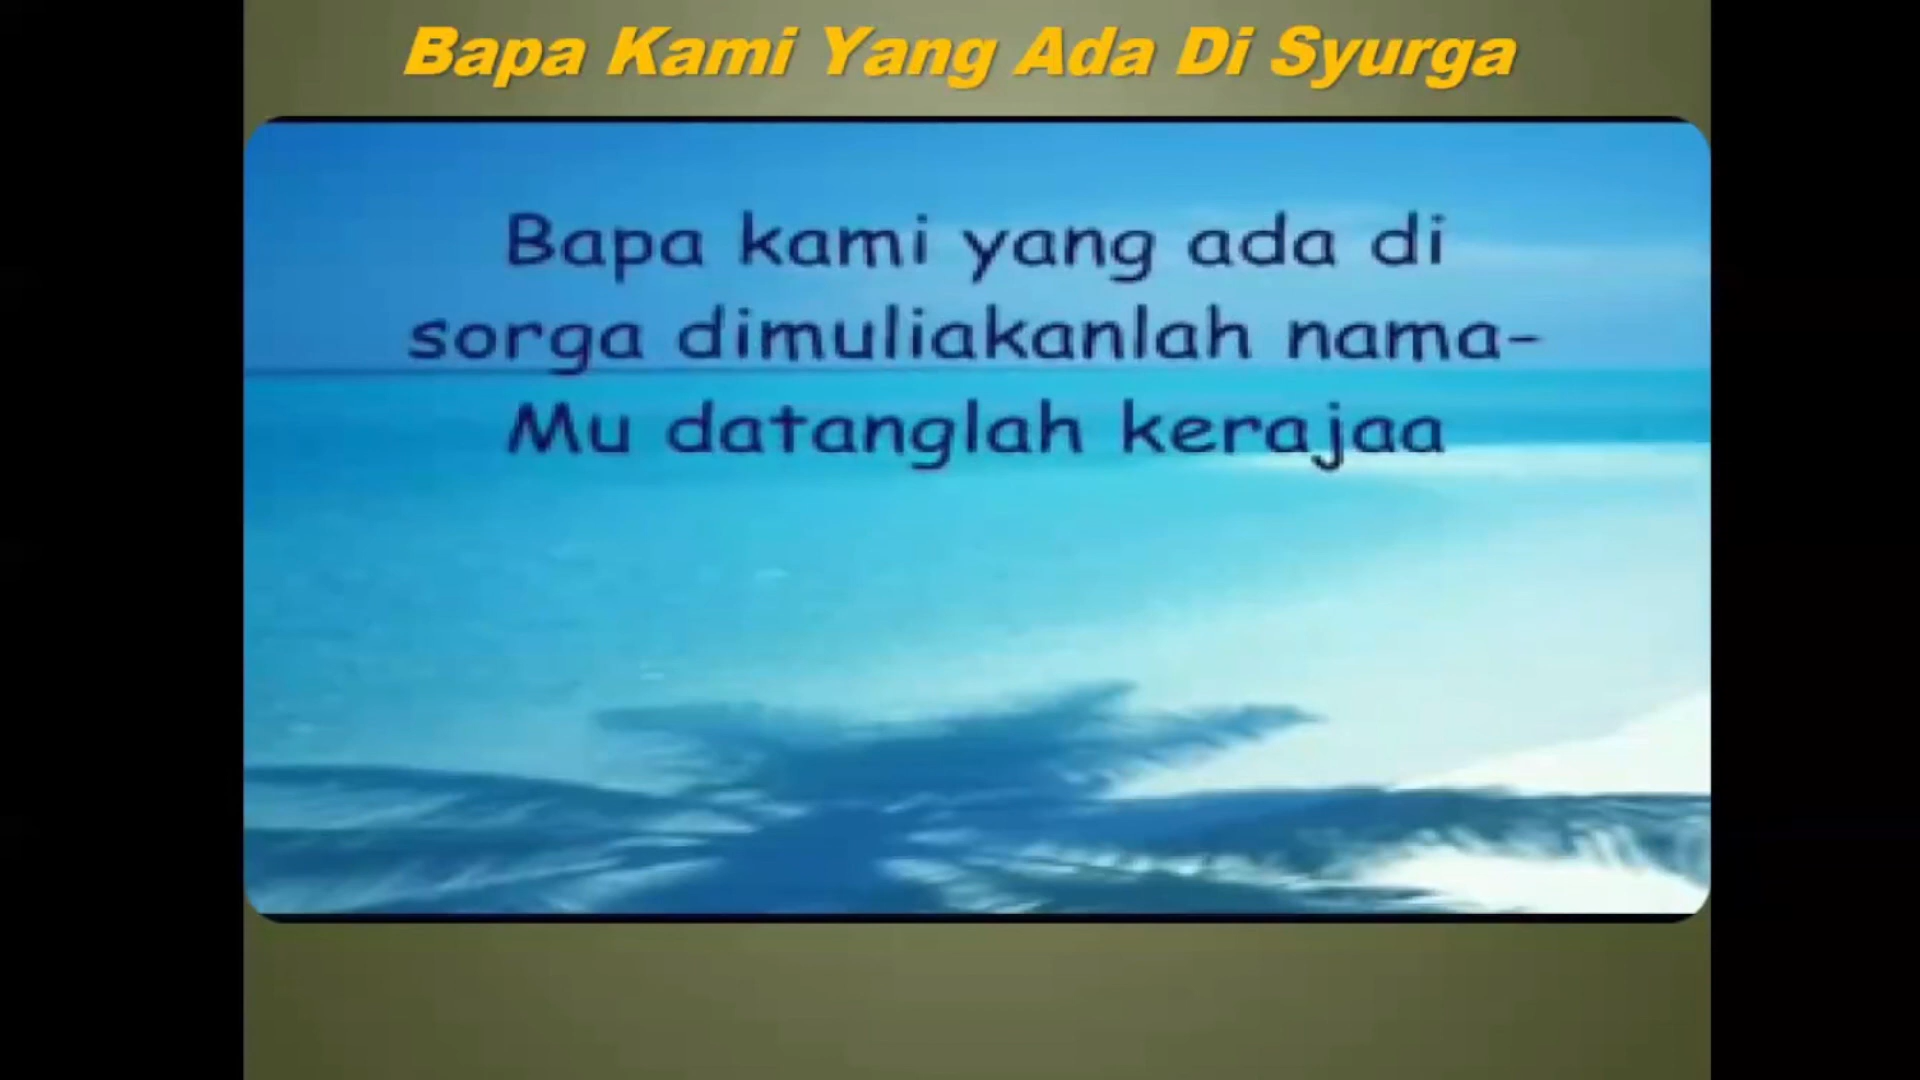 Bapa Kami Yang Ada Di Syurga
Bapa kami yang ada di
sorga dimuliakanlah nama-
Mu datanglah kerajaa